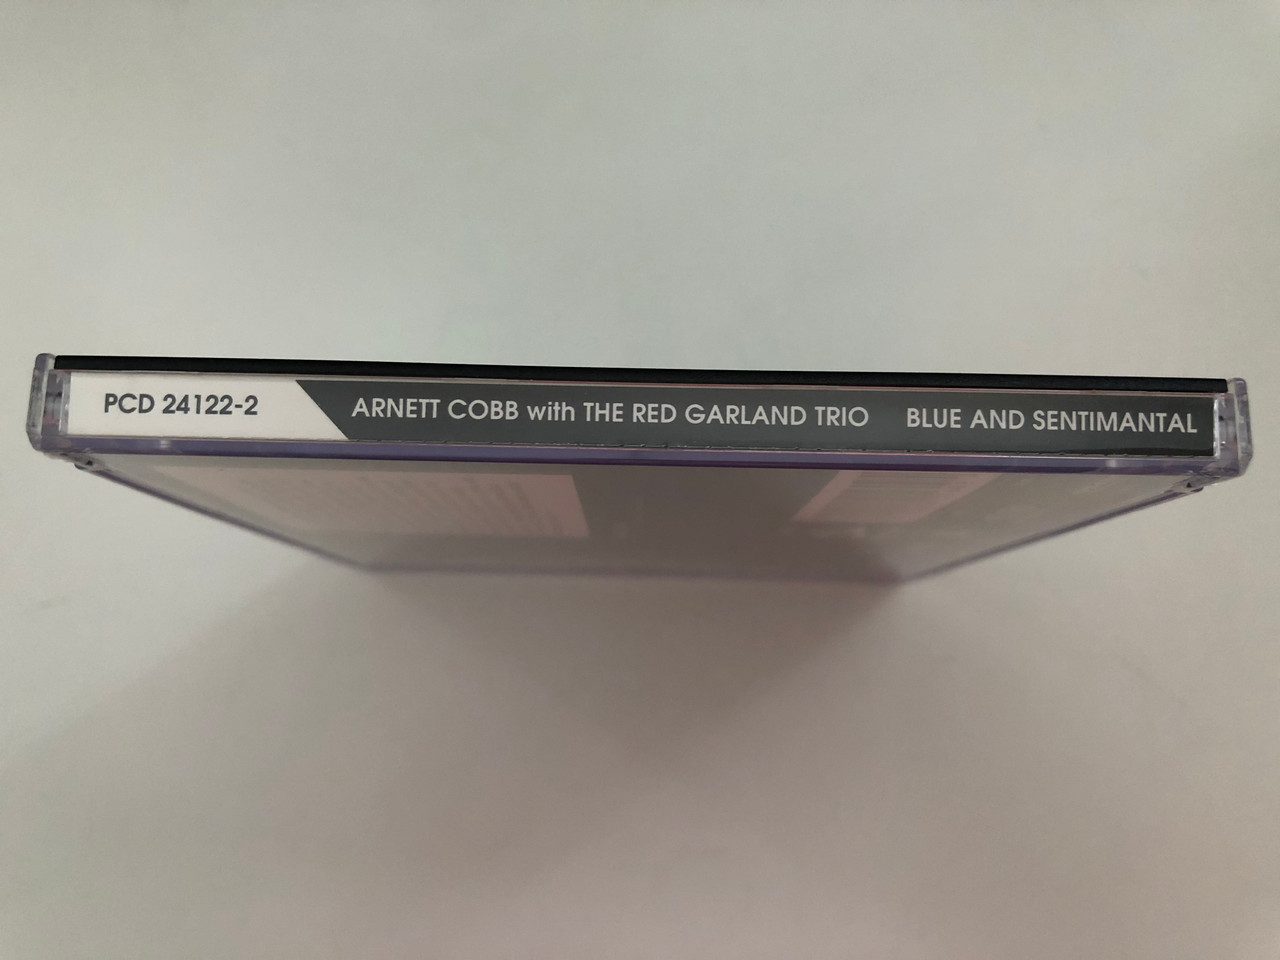 PCD 24122-2 ARNETT COBB with THE RED GARLAND TRIO BLUE AND SENTIMANTAL